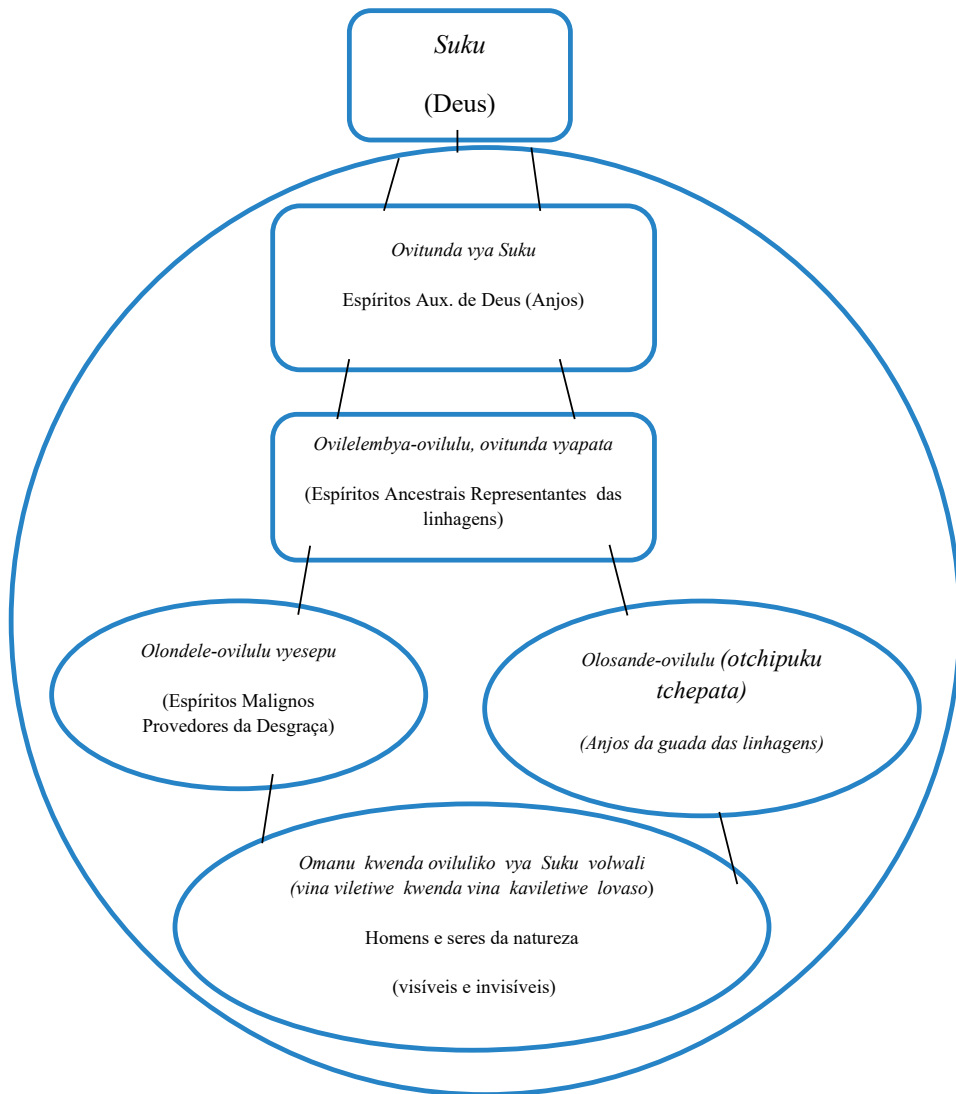 Suku
(Deus)
Ovitunda vya Suku
Espíritos Aux. de Deus (Anjos)
Ovilelembya-ovilulu, ovitunda vyapata
(Espíritos Ancestrais Representantes das
linhagens)
Olondele-ovilulu vyesepu
(Espíritos Malignos
Provedores da Desgraça)
Olosande-ovilulu (otchipuku
tchepata)
(Anjos da guada das linhagens)
Omanu kwenda oviluliko vya Suku volwali
(vina viletiwe kwenda vina kaviletiwe lovaso)
Homens e seres da natureza
(visíveis e invisíveis)